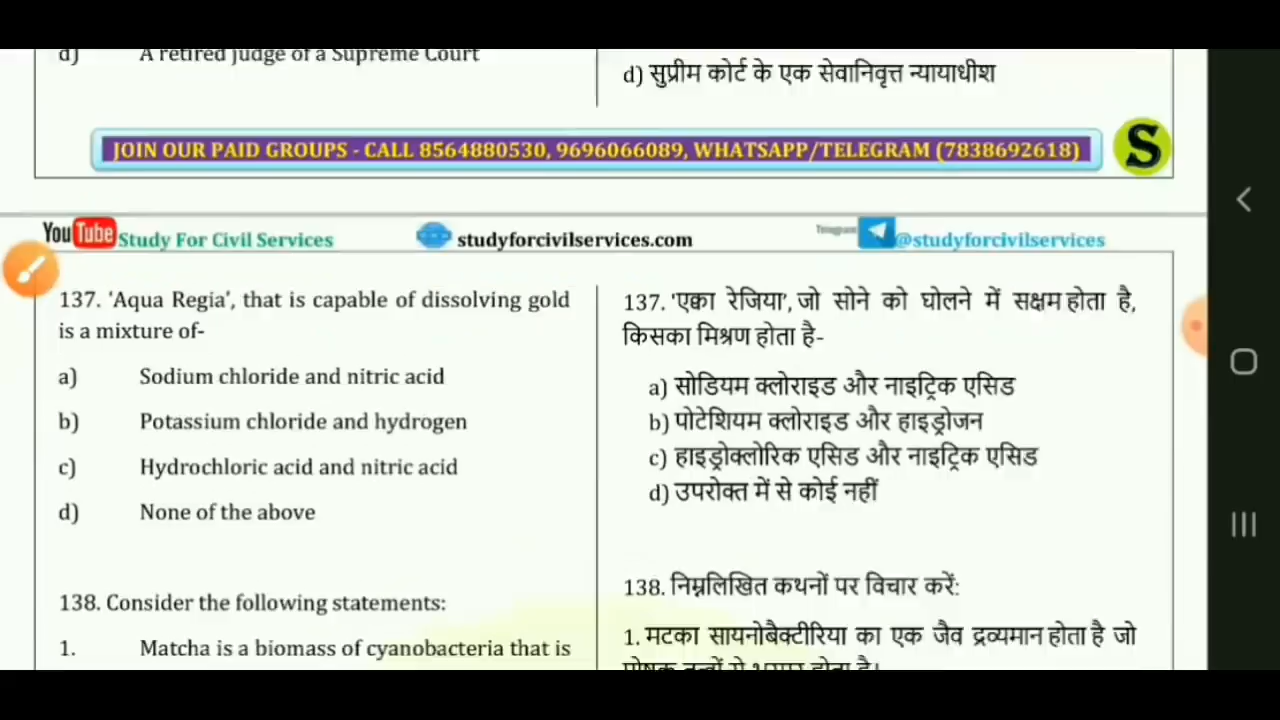 d) A retired judge of a Supreme Court
d) सुप्रीम कोर्ट के एक सेवानिवृत्त न्यायाधीश
JOIN OUR PAID GROUPS - CALL 8564880530, 9696066089, WHATSAPP/TELEGRAM (7838692618)
S
YouTube Study For Civil Services
studyforcivilservices.com
Telegram @studyforcivilservices
137. 'Aqua Regia', that is capable of dissolving gold
is a mixture of-
a) Sodium chloride and nitric acid
b) Potassium chloride and hydrogen
c) Hydrochloric acid and nitric acid
d) None of the above
138. Consider the following statements:
1. Matcha is a biomass of cyanobacteria that is
137. 'एक्वा रेजिया', जो सोने को घोलने में सक्षम होता है,
किसका मिश्रण होता है-
a) सोडियम क्लोराइड और नाइट्रिक एसिड
b) पोटेशियम क्लोराइड और हाइड्रोजन
c) हाइड्रोक्लोरिक एसिड और नाइट्रिक एसिड
d) उपरोक्त में से कोई नहीं
138. निम्नलिखित कथनों पर विचार करें:
1. मटका सायनोबैक्टीरिया का एक जैव द्रव्यमान होता है जो